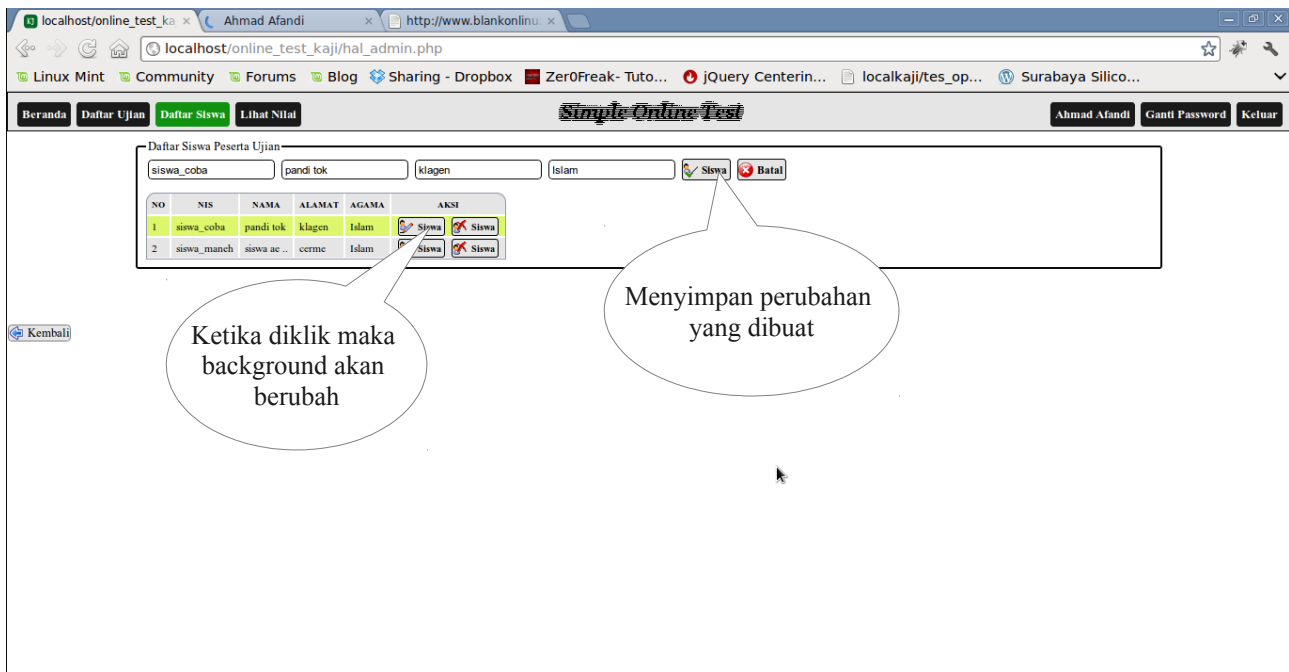 localhost/online_test_ka
Ahmad Afandi
http://www.blankonlinu
localhost/online_test_kaji/hal_admin.php
Linux Mint
Community
Forums
Blog
Sharing - Dropbox
Zer0Freak- Tuto...
jQuery Centerin...
localkaji/tes_op...
Surabaya Silico...
Beranda
Daftar Ujian
Daftar Siswa
Lihat Nilai
Simple Online Test
Ahmad Afandi
Ganti Password
Keluar
Daftar Siswa Peserta Ujian
siswa_coba
pandi tok
klagen
Islam
Siswa
Batal
NO NIS NAMA ALAMAT AGAMA AKSI
1 siswa_coba pandi tok klagen Islam Siswa Siswa
2 siswa_maneh siswa ae .. cerme Islam Siswa Siswa
Menyimpan perubahan
yang dibuat
Kembali
Ketika diklik maka
background akan
berubah